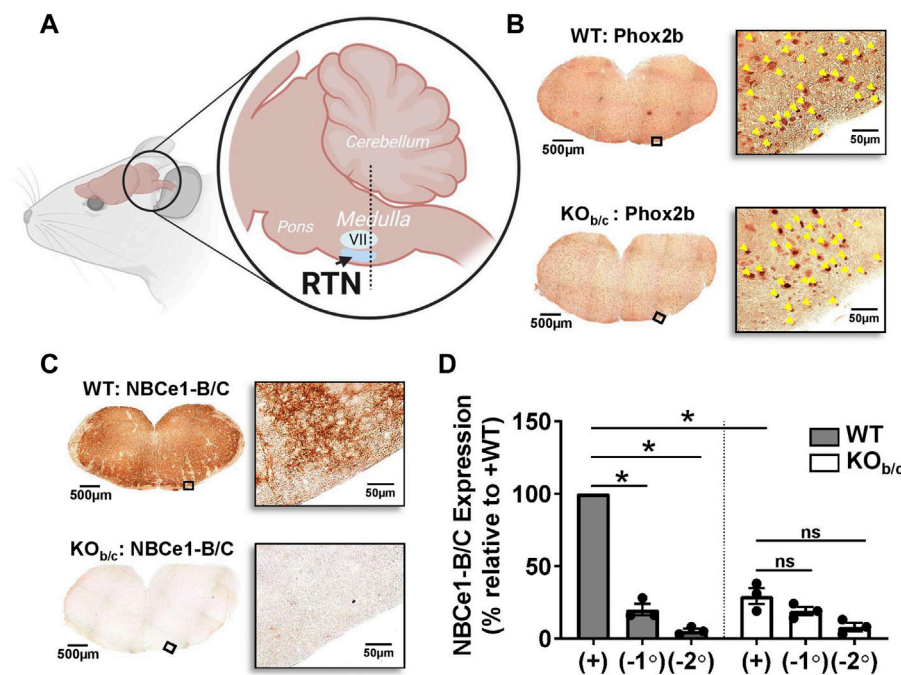 A
Cerebellum
Pons
Medulla
VII
RTN
B
WT: Phox2b
500µm
50µm
KOb/c : Phox2b
500µm
50µm
C
WT: NBCe1-B/C
500µm
50µm
KOb/c: NBCe1-B/C
500µm
50µm
D
NBCe1-B/C Expression
(% relative to +WT)
150
100
50
0
*
*
*
WT
KOb/c
ns
ns
(+) (-1°) (-2°) (+) (-1°) (-2°)